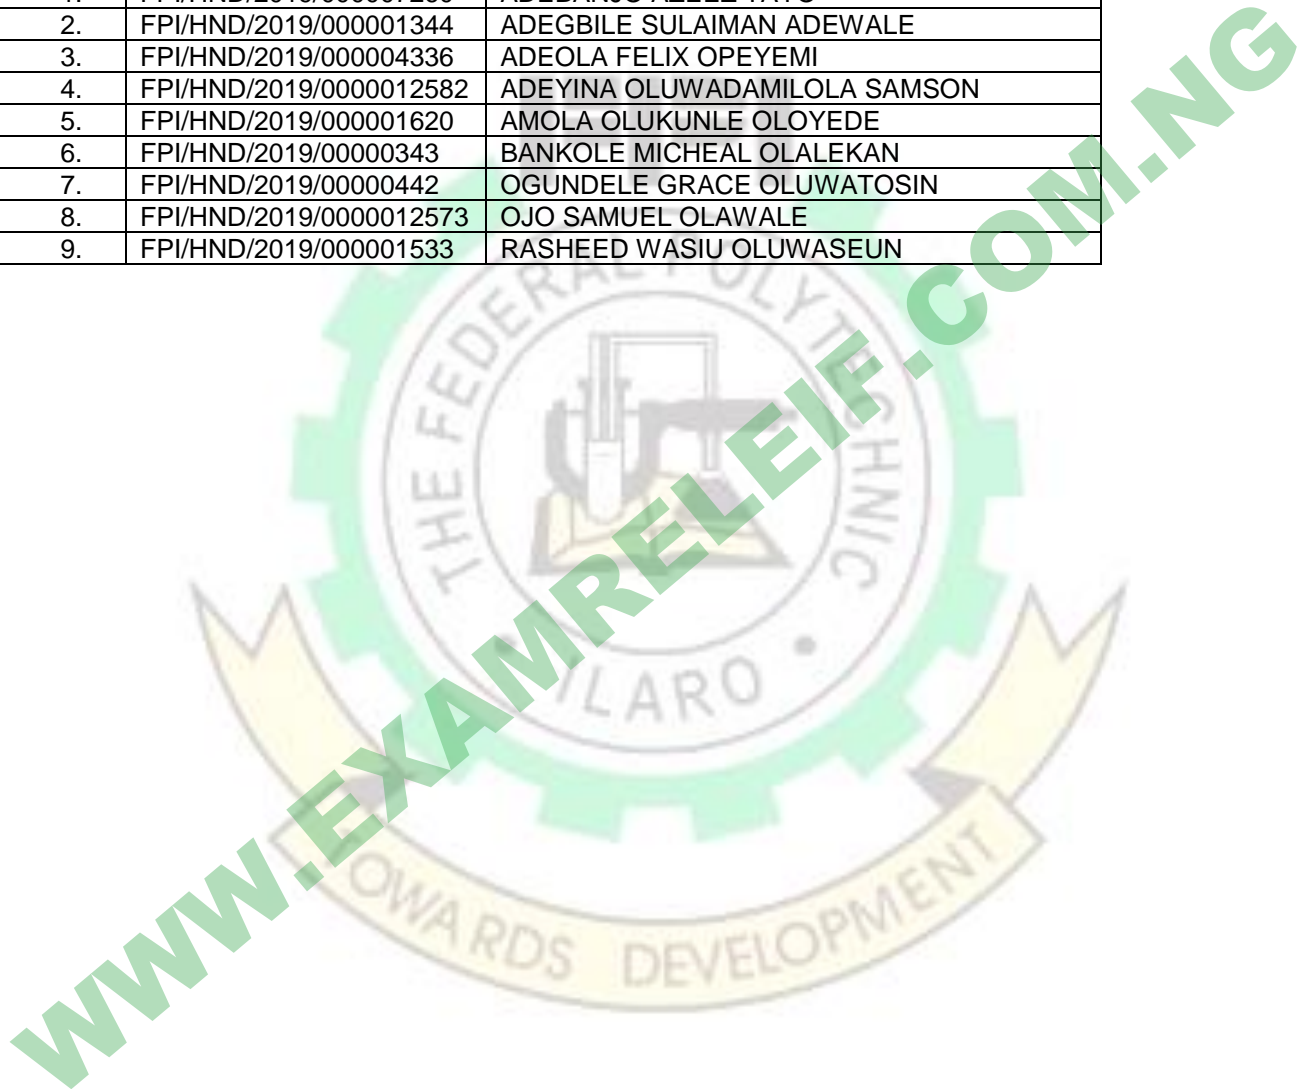 2. FPI/HND/2019/000001344 ADEGBILE SULAIMAN ADEWALE
3. FPI/HND/2019/000004336 ADEOLA FELIX OPEYEMI
4. FPI/HND/2019/0000012582 ADEYINA OLUWADAMILOLA SAMSON
5. FPI/HND/2019/000001620 AMOLA OLUKUNLE OLOYEDE
6. FPI/HND/2019/00000343 BANKOLE MICHEAL OLALEKAN
7. FPI/HND/2019/00000442 OGUNDELE GRACE OLUWATOSIN
8. FPI/HND/2019/0000012573 OJO SAMUEL OLAWALE
9. FPI/HND/2019/000001533 RASHEED WASIU OLUWASEUN
FPI
THE FEDERAL POLYTECHNIC
ILARO
TOWARDS DEVELOPMENT
WWW.EXAMRELEIF.COM.NG